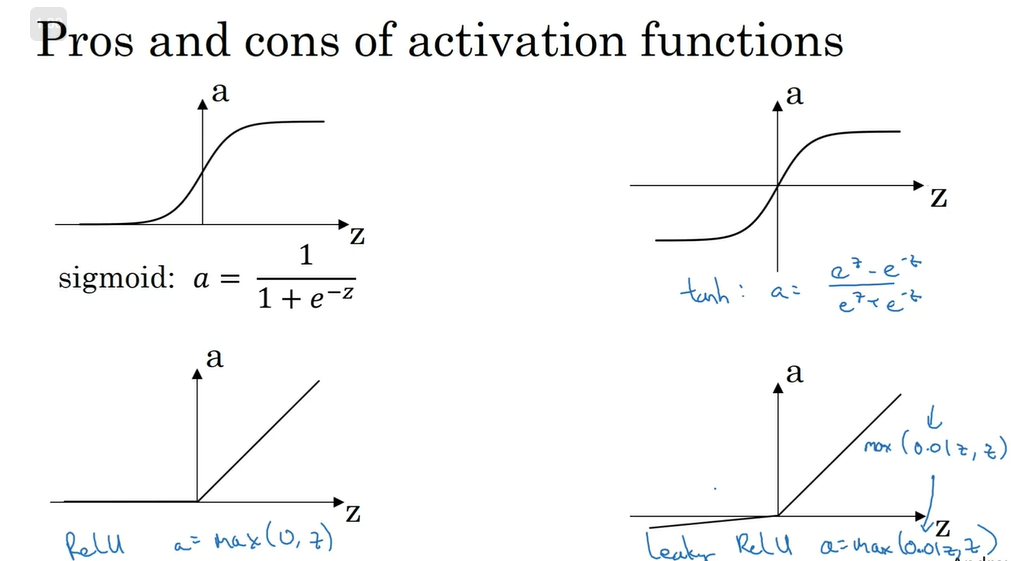 Pros and cons of activation functions
a
z
sigmoid: a = 1 / (1 + e^-z)
a
z
tanh: a = (e^z - e^-z) / (e^z + e^-z)
a
z
ReLU a = max(0, z)
a
max(0.01z, z)
z
Leaky ReLU a = max(0.01z, z)